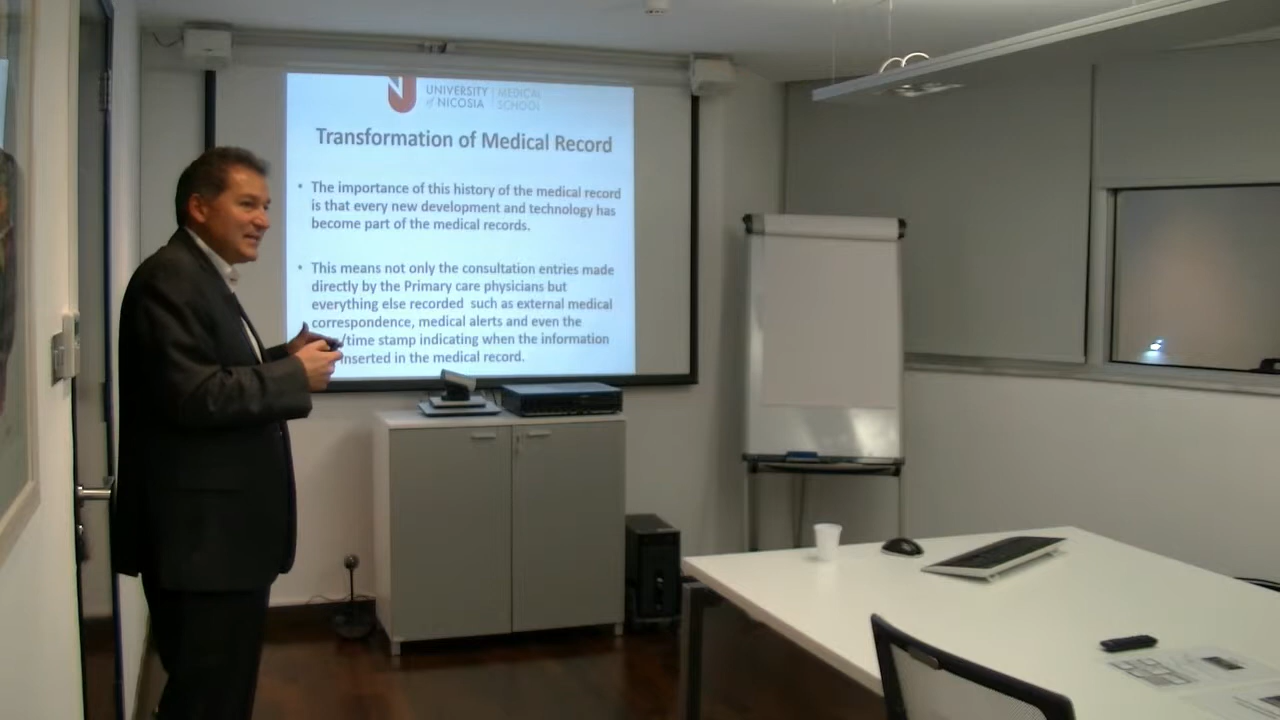 UNIVERSITY
of NICOSIA
MEDICAL
SCHOOL
Transformation of Medical Record
• The importance of this history of the medical record
is that every new development and technology has
become part of the medical records.
• This means not only the consultation entries made
directly by the Primary care physicians but
everything else recorded such as external medical
correspondence, medical alerts and even the
/time stamp indicating when the information
inserted in the medical record.